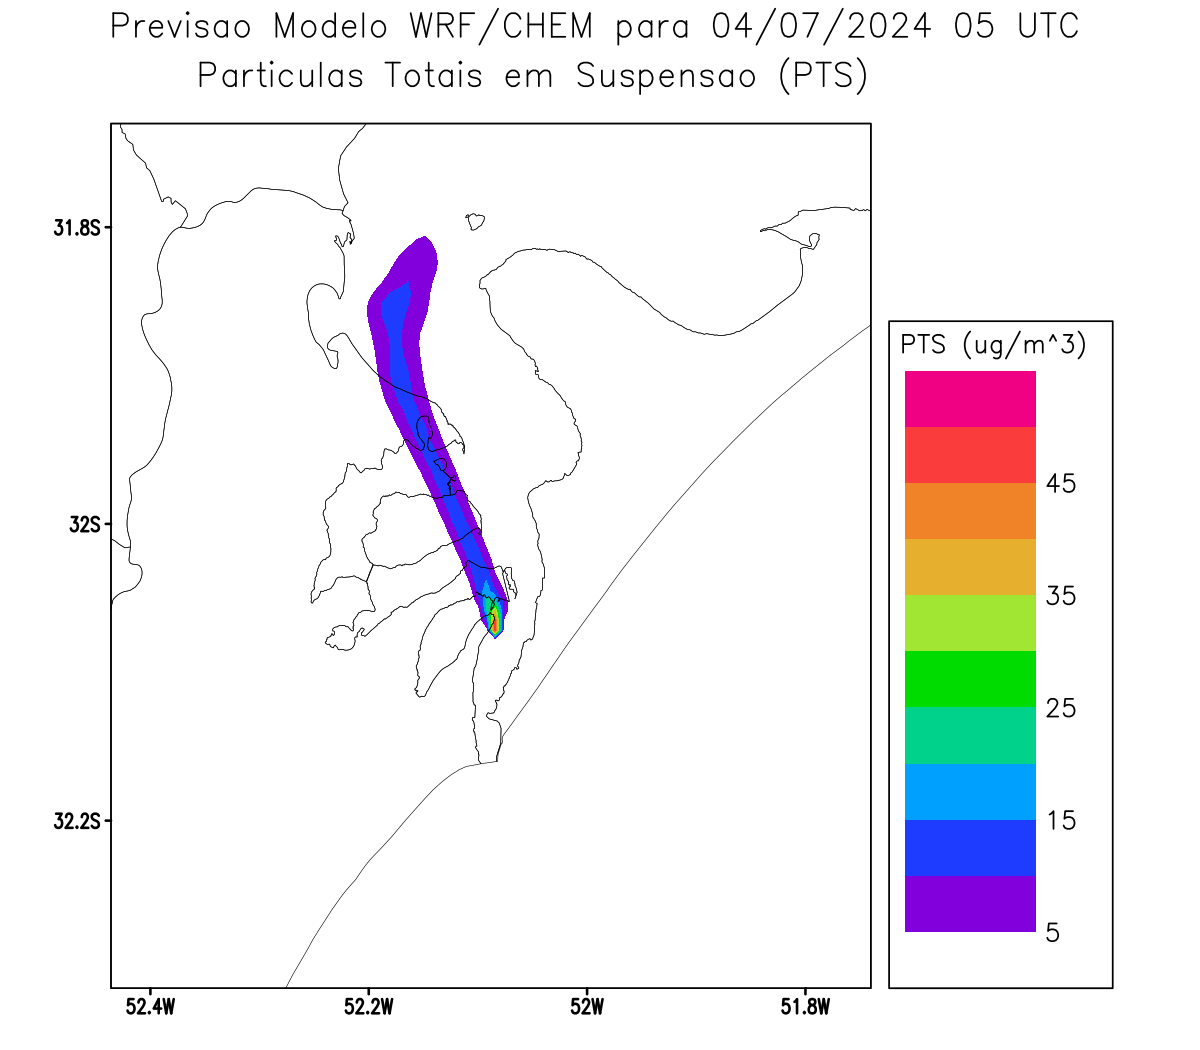 Previsao Modelo WRF/CHEM para 04/07/2024 05 UTC
Particulas Totais em Suspensao (PTS)
31.8S
32S
32.2S
52.4W
52.2W
52W
51.8W
PTS (ug/m^3)
45
35
25
15
5